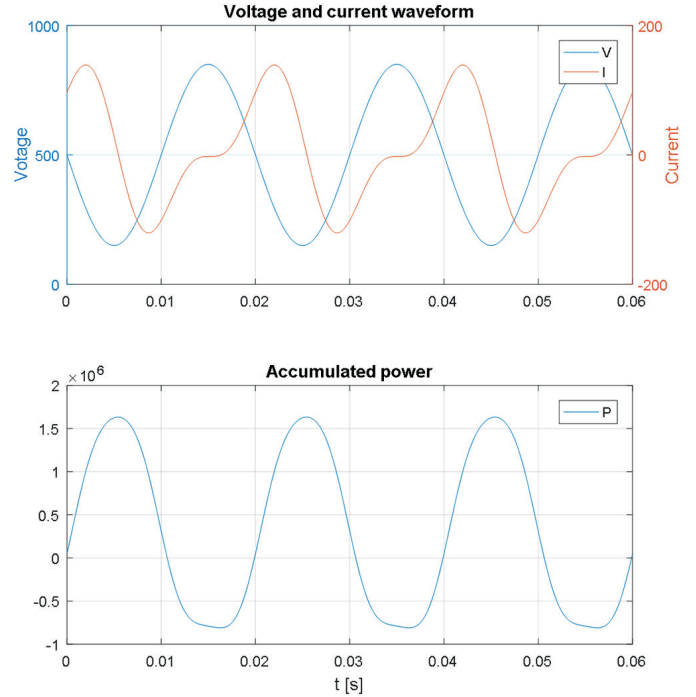 Voltage and current waveform
1000
500
0
Votage
200
0
-200
Current
V
I
0 0.01 0.02 0.03 0.04 0.05 0.06
Accumulated power
× 10^6
2
1.5
1
0.5
0
-0.5
-1
P
0 0.01 0.02 0.03 0.04 0.05 0.06
t [s]